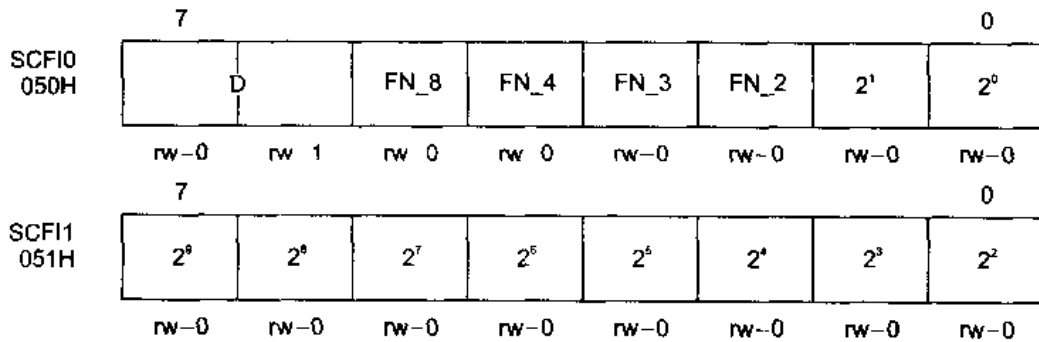 7 0
SCFI0
050H
D FN_8 FN_4 FN_3 FN_2 2¹ 2⁰
rw-0 rw 1 rw 0 rw 0 rw-0 rw-0 rw-0 rw-0
7 0
SCFI1
051H
2⁹ 2⁸ 2⁷ 2⁶ 2⁵ 2⁴ 2³ 2²
rw-0 rw-0 rw-0 rw-0 rw-0 rw-0 rw-0 rw-0